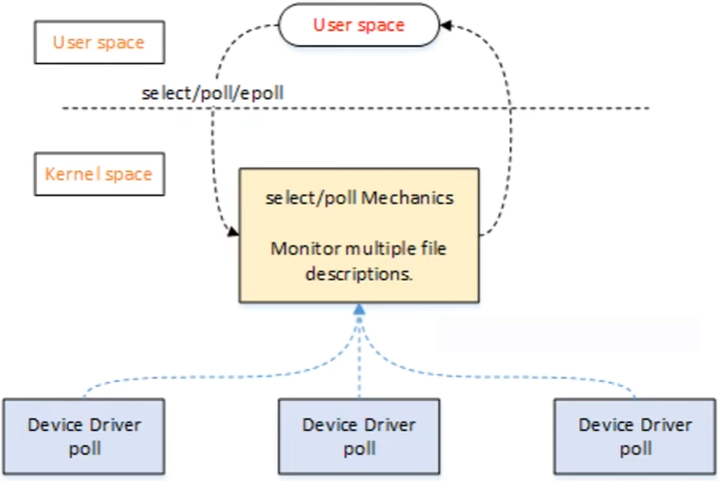 User space
User space
select/poll/epoll
Kernel space
select/poll Mechanics
Monitor multiple file
descriptions.
Device Driver
poll
Device Driver
poll
Device Driver
poll